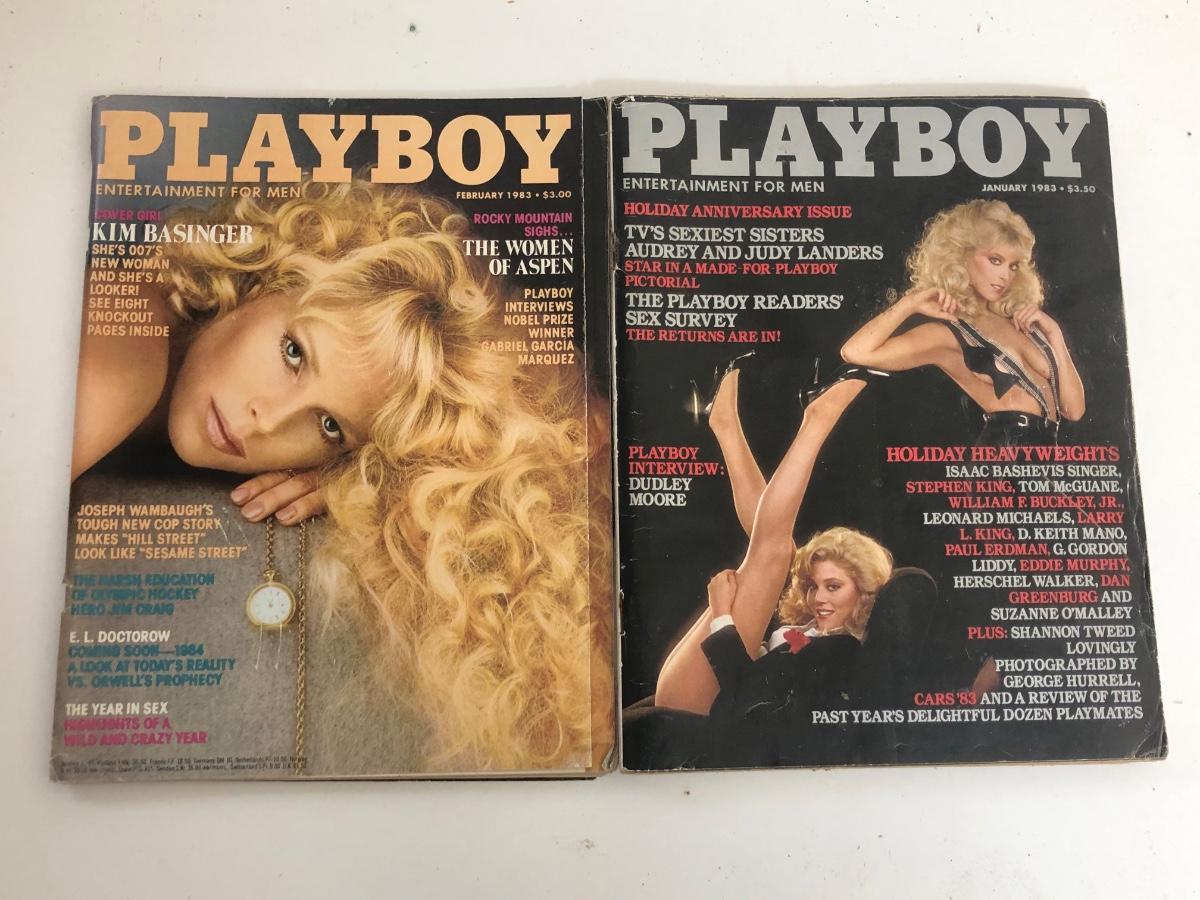 PLAYBOY
ENTERTAINMENT FOR MEN
FEBRUARY 1983 • $3.00
COVER GIRL
KIM BASINGER
SHE'S 007'S
NEW WOMAN
AND SHE'S A
LOOKER!
SEE EIGHT
KNOCKOUT
PAGES INSIDE
ROCKY MOUNTAIN
SIGHS...
THE WOMEN
OF ASPEN
PLAYBOY
INTERVIEWS
NOBEL PRIZE
WINNER
GABRIEL GARCIA
MARQUEZ
JOSEPH WAMBAUGH'S
TOUGH NEW COP STORY
MAKES "HILL STREET"
LOOK LIKE "SESAME STREET"
THE HARSH EDUCATION
OF OLYMPIC HOCKEY
HERO JIM CRAIG
E. L. DOCTOROW
COMING SOON—1984
A LOOK AT TODAY'S REALITY
VS. ORWELL'S PROPHECY
THE YEAR IN SEX
HIGHLIGHTS OF A
WILD AND CRAZY YEAR
PLAYBOY
ENTERTAINMENT FOR MEN
JANUARY 1983 • $3.50
HOLIDAY ANNIVERSARY ISSUE
TV'S SEXIEST SISTERS
AUDREY AND JUDY LANDERS
STAR IN A MADE-FOR-PLAYBOY
PICTORIAL
THE PLAYBOY READERS'
SEX SURVEY
THE RETURNS ARE IN!
PLAYBOY
INTERVIEW:
DUDLEY
MOORE
HOLIDAY HEAVYWEIGHTS
ISAAC BASHEVIS SINGER,
STEPHEN KING, TOM McGUANE,
WILLIAM F. BUCKLEY, JR.,
LEONARD MICHAELS, LARRY
L. KING, D. KEITH MANO,
PAUL ERDMAN, G. GORDON
LIDDY, EDDIE MURPHY,
HERSCHEL WALKER, DAN
GREENBURG AND
SUZANNE O'MALLEY
PLUS: SHANNON TWEED
LOVINGLY
PHOTOGRAPHED BY
GEORGE HURRELL,
CARS '83 AND A REVIEW OF THE
PAST YEAR'S DELIGHTFUL DOZEN PLAYMATES